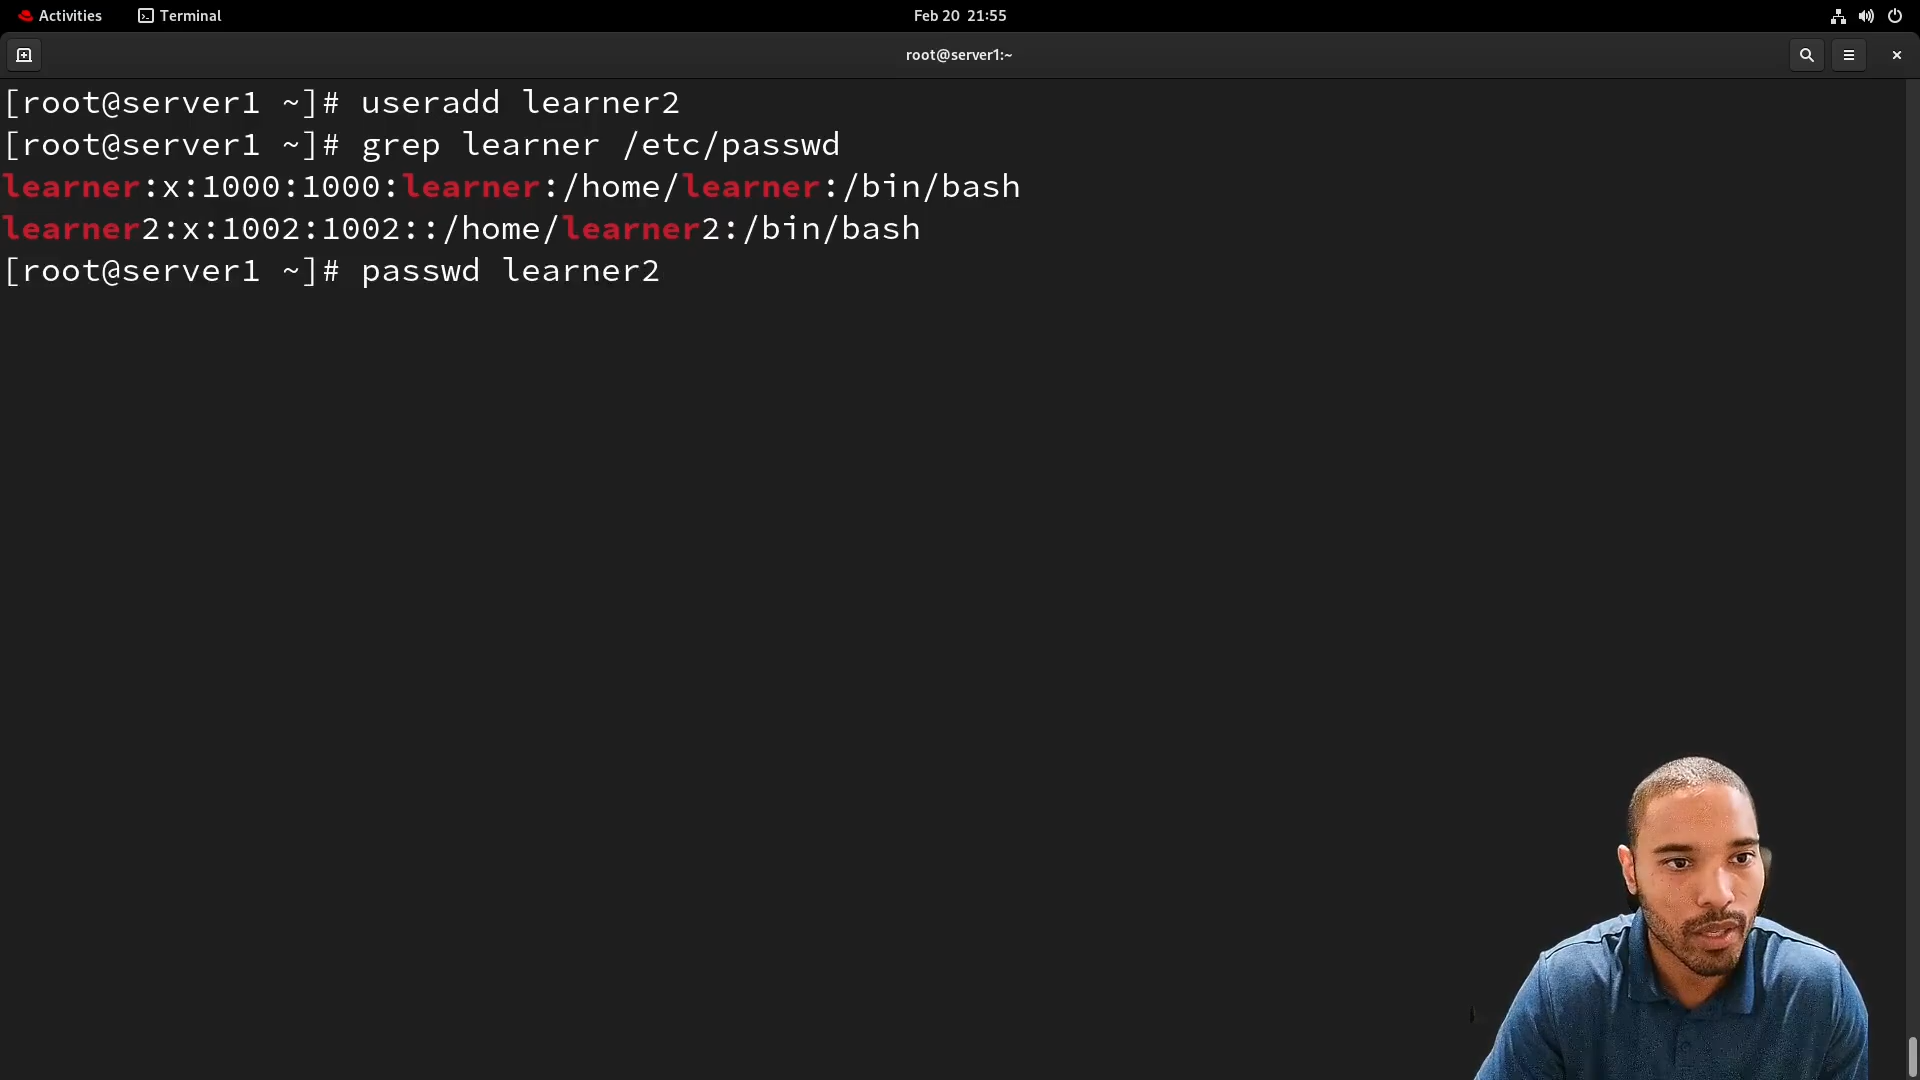 Activities Terminal Feb 20 21:55
root@server1:~
[root@server1 ~]# useradd learner2
[root@server1 ~]# grep learner /etc/passwd
learner:x:1000:1000:learner:/home/learner:/bin/bash
learner2:x:1002:1002::/home/learner2:/bin/bash
[root@server1 ~]# passwd learner2